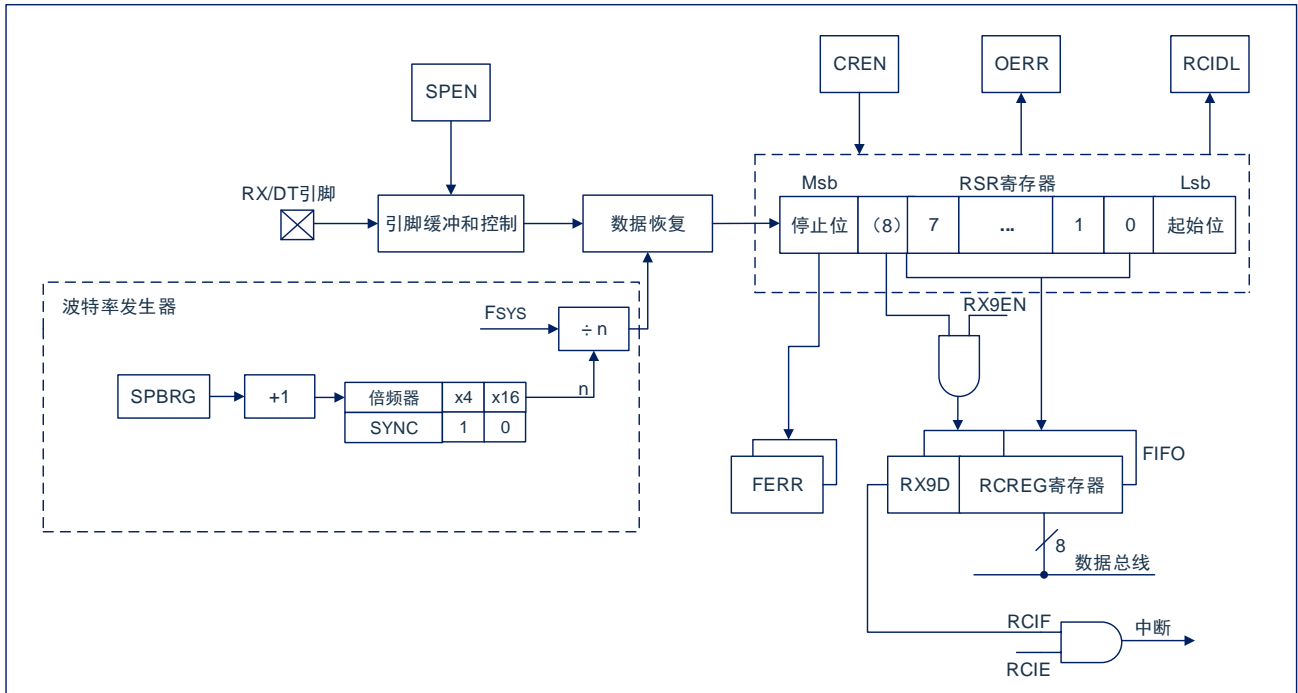 CREN
OERR
RCIDL
SPEN
Msb
RSR寄存器
Lsb
RX/DT引脚
引脚缓冲和控制
数据恢复
停止位
（8）
7
...
1
0
起始位
波特率发生器
FSYS
÷ n
RX9EN
SPBRG
+1
倍频器
x4
x16
n
SYNC
1
0
FERR
RX9D
RCREG寄存器
FIFO
8
数据总线
RCIF
中断
RCIE